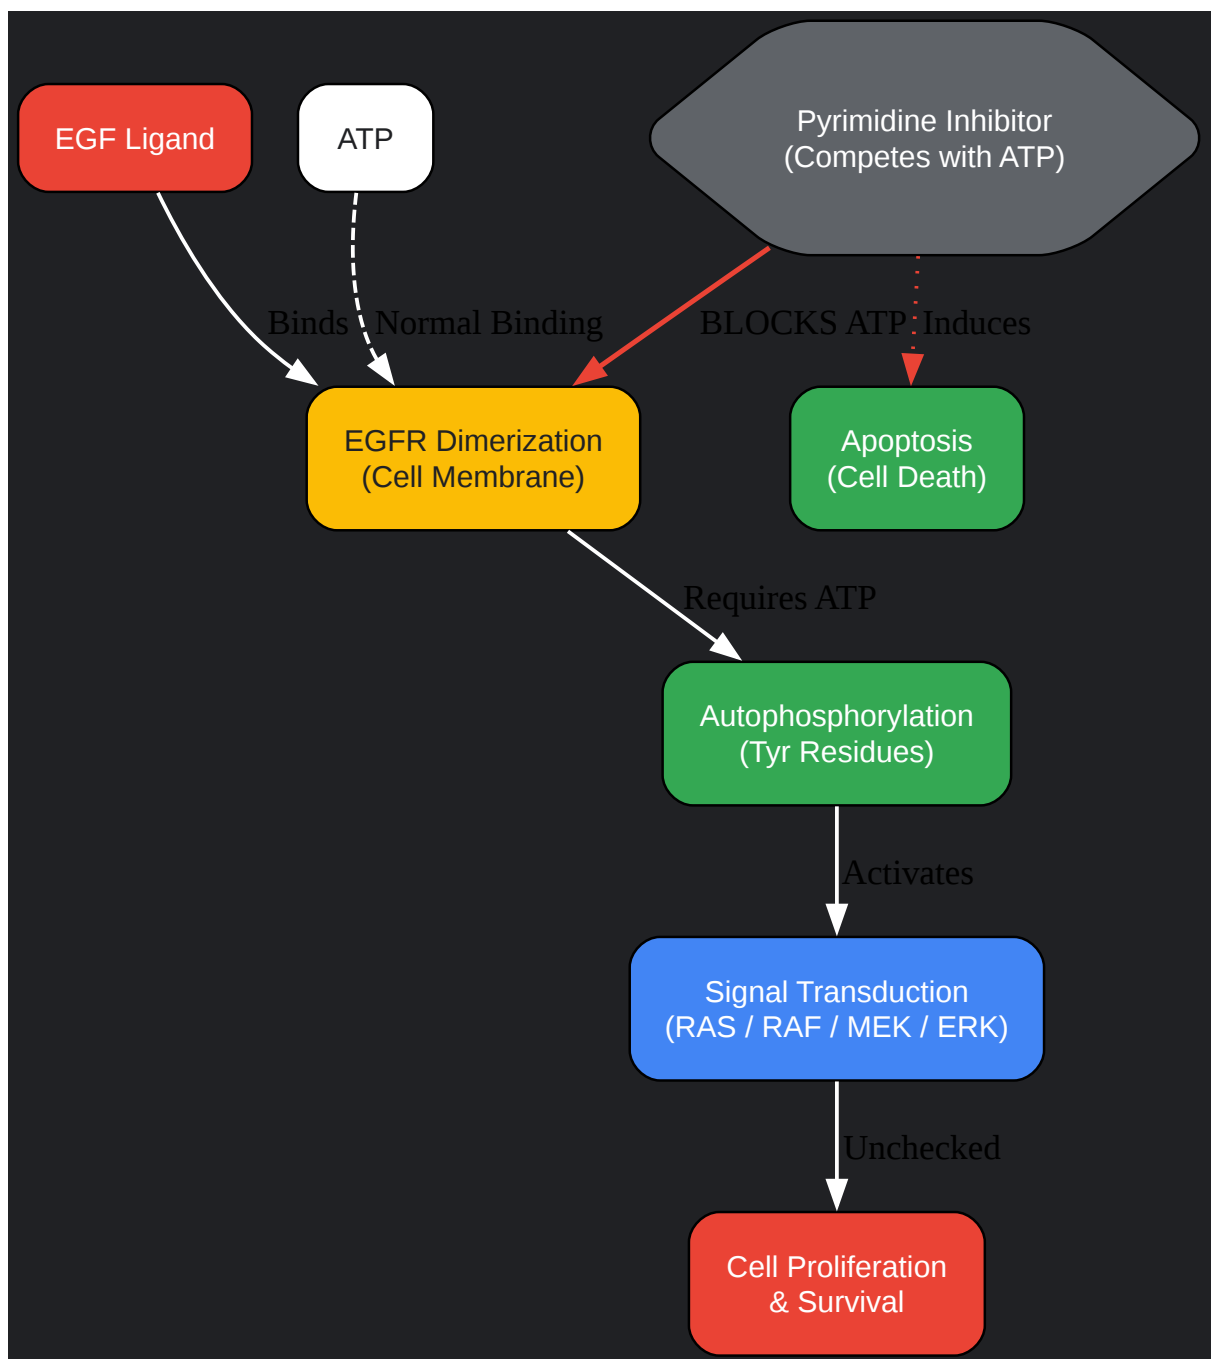 Pyrimidine Inhibitor
(Competes with ATP)
EGF Ligand
ATP
Binds
Normal Binding
BLOCKS ATP
Induces
EGFR Dimerization
(Cell Membrane)
Apoptosis
(Cell Death)
Requires ATP
Autophosphorylation
(Tyr Residues)
Activates
Signal Transduction
(RAS / RAF / MEK / ERK)
Unchecked
Cell Proliferation
& Survival